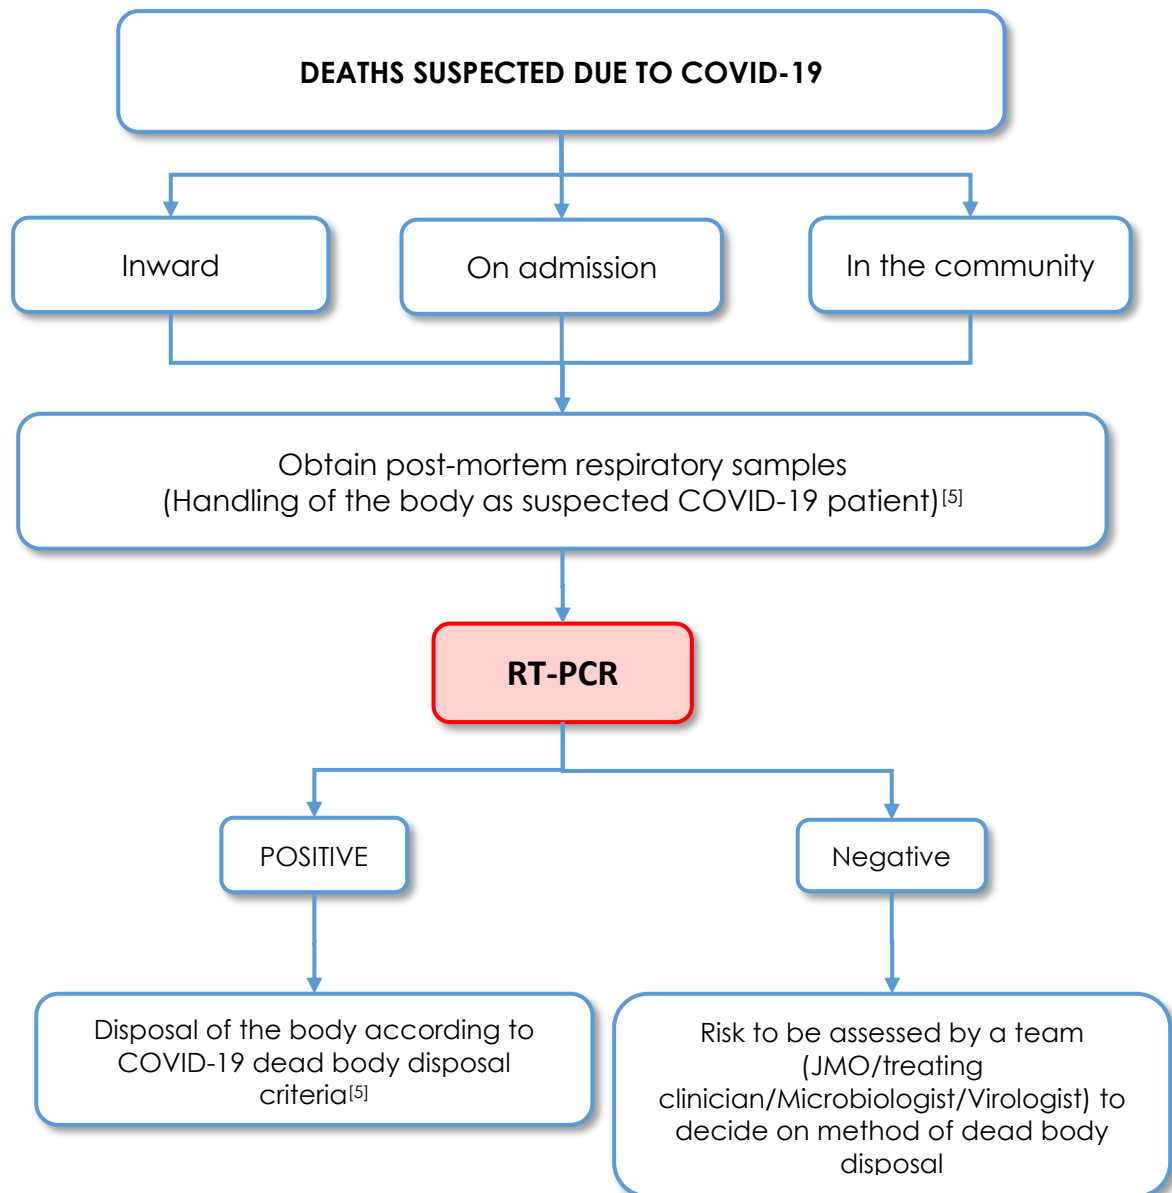 DEATHS SUSPECTED DUE TO COVID-19
Inward
On admission
In the community
Obtain post-mortem respiratory samples
(Handling of the body as suspected COVID-19 patient)[5]
RT-PCR
POSITIVE
Negative
Disposal of the body according to
COVID-19 dead body disposal
criteria[5]
Risk to be assessed by a team
(JMO/treating
clinician/Microbiologist/Virologist) to
decide on method of dead body
disposal